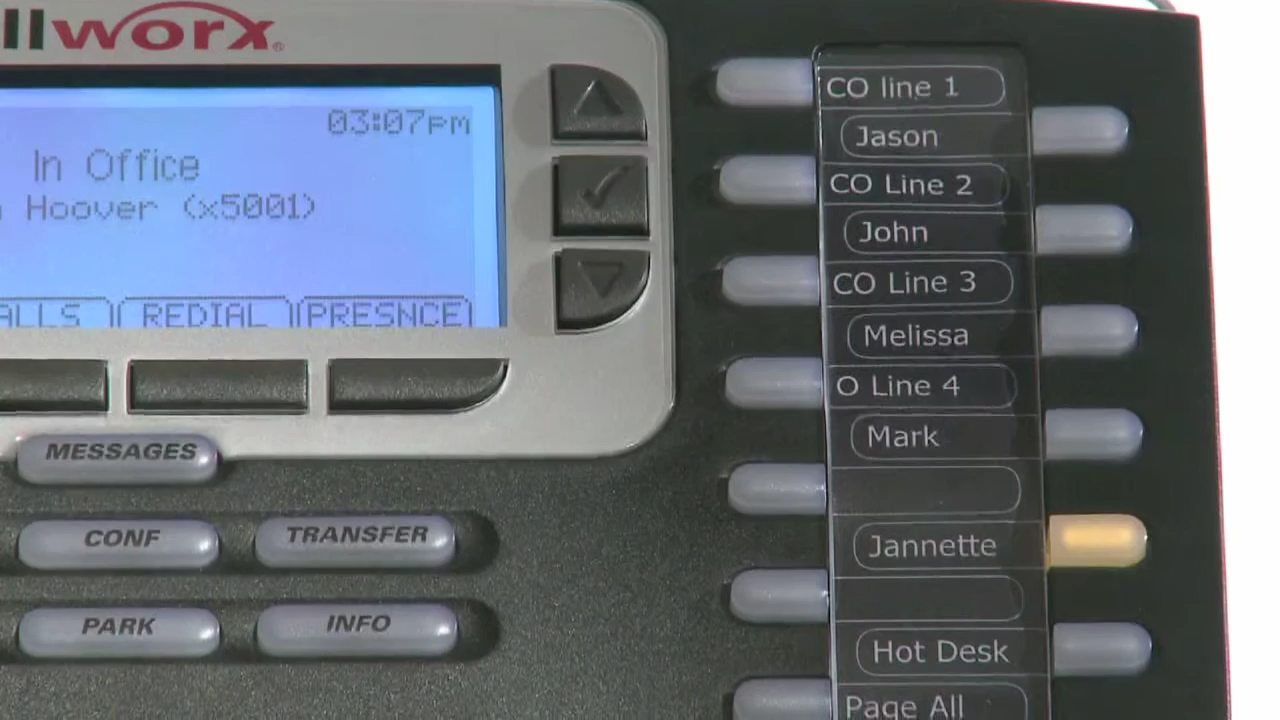 llworx®
03:07pm
In Office
Hoover (x5001)
ALLS REDIAL PRESNCE
MESSAGES
CONF TRANSFER
PARK INFO
CO line 1
Jason
CO Line 2
John
CO Line 3
Melissa
O Line 4
Mark
Jannette
Hot Desk
Page All